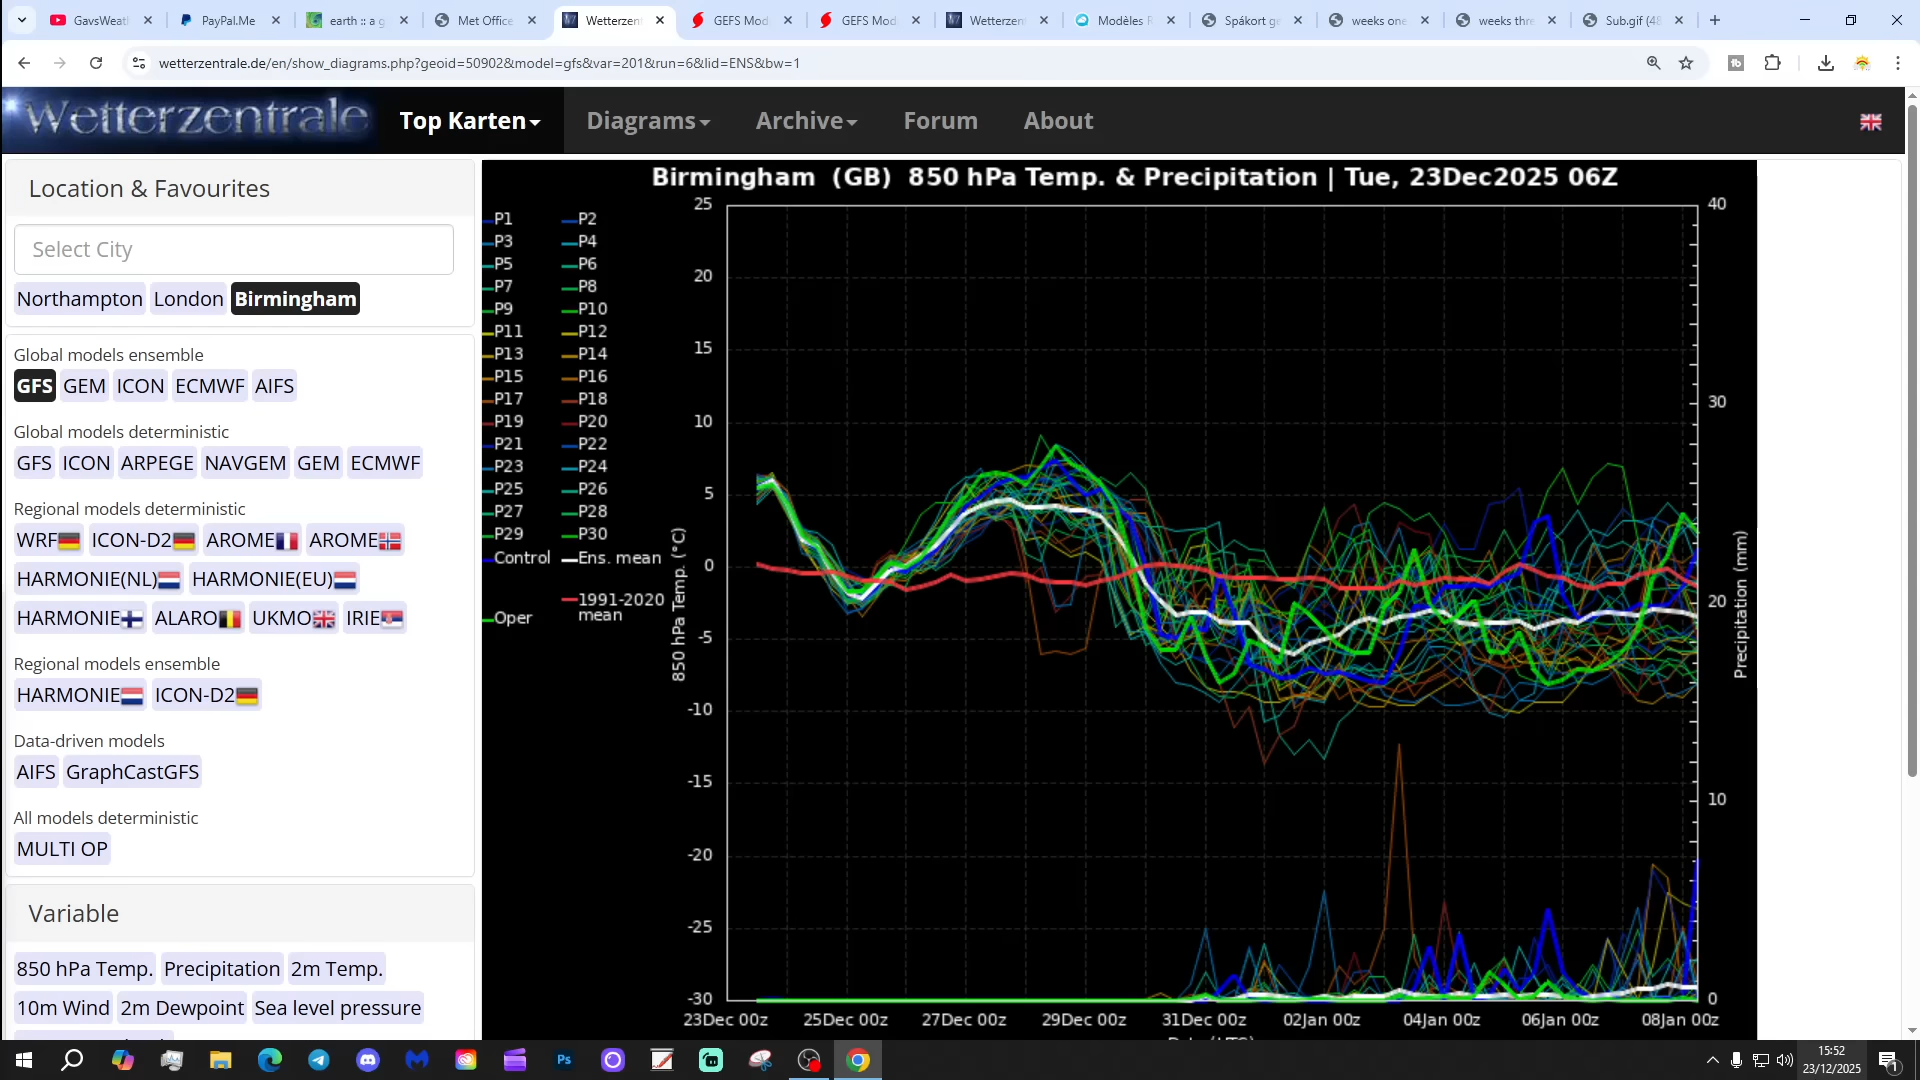 GavsWeath
PayPal.Me
earth :: a g
Met Office
Wetterzen
GEFS Mod
GEFS Mod
Wetterzen
Modèles R
Spákort ge
weeks one
weeks thre
Sub.gif (48
wetterzentrale.de/en/show_diagrams.php?geoid=50902&model=gfs&var=201&run=6&lid=ENS&bw=1
Wetterzentrale
Top Karten
Diagrams
Archive
Forum
About
Location & Favourites
Select City
Northampton London Birmingham
Global models ensemble
GFS GEM ICON ECMWF AIFS
Global models deterministic
GFS ICON ARPEGE NAVGEM GEM ECMWF
Regional models deterministic
WRF ICON-D2 AROME AROME
HARMONIE(NL) HARMONIE(EU)
HARMONIE ALARO UKMO IRIE
Regional models ensemble
HARMONIE ICON-D2
Data-driven models
AIFS GraphCastGFS
All models deterministic
MULTI OP
Variable
850 hPa Temp. Precipitation 2m Temp.
10m Wind 2m Dewpoint Sea level pressure
Birmingham (GB) 850 hPa Temp. & Precipitation | Tue, 23Dec2025 06Z
P1 P2
P3 P4
P5 P6
P7 P8
P9 P10
P11 P12
P13 P14
P15 P16
P17 P18
P19 P20
P21 P22
P23 P24
P25 P26
P27 P28
P29 P30
Control Ens. mean
1991-2020
mean
Oper
850 hPa Temp. (°C)
25
20
15
10
5
0
-5
-10
-15
-20
-25
-30
40
30
20
10
0
Precipitation (mm)
23Dec 00z 25Dec 00z 27Dec 00z 29Dec 00z 31Dec 00z 02Jan 00z 04Jan 00z 06Jan 00z 08Jan 00z
15:52
23/12/2025
1